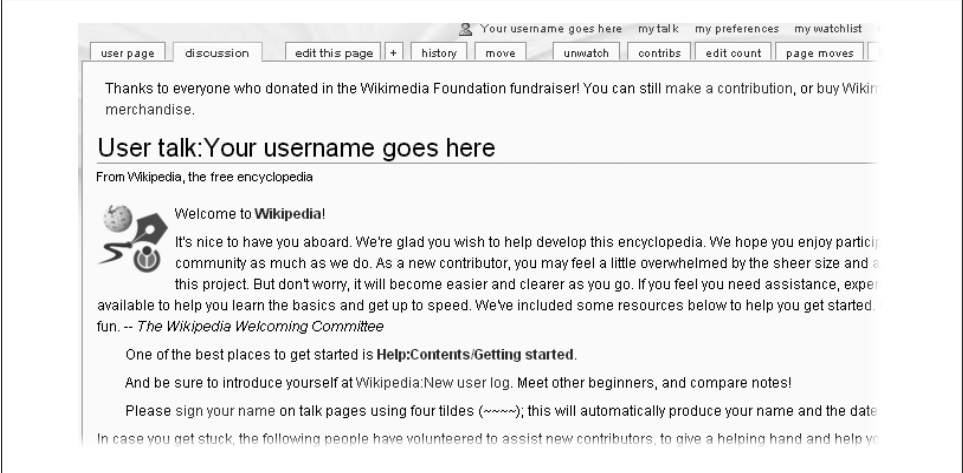 Your username goes here my talk my preferences my watchlist
user page discussion edit this page + history move unwatch contribs edit count page moves
Thanks to everyone who donated in the Wikimedia Foundation fundraiser! You can still make a contribution, or buy
merchandise.
User talk:Your username goes here
From Wikipedia, the free encyclopedia
Welcome to Wikipedia!
It's nice to have you aboard. We're glad you wish to help develop this encyclopedia. We hope you enjoy
community as much as we do. As a new contributor, you may feel a little overwhelmed by the sheer size and
this project. But don't worry, it will become easier and clearer as you go. If you feel you need assistance,
available to help you learn the basics and get up to speed. We've included some resources below to help you get started.
fun. -- The Wikipedia Welcoming Committee
One of the best places to get started is Help:Contents/Getting started.
And be sure to introduce yourself at Wikipedia:New user log. Meet other beginners, and compare notes!
Please sign your name on talk pages using four tildes (~~~~); this will automatically produce your name and the date
In case you get stuck, the following people have volunteered to assist new contributors, to give a helping hand and help